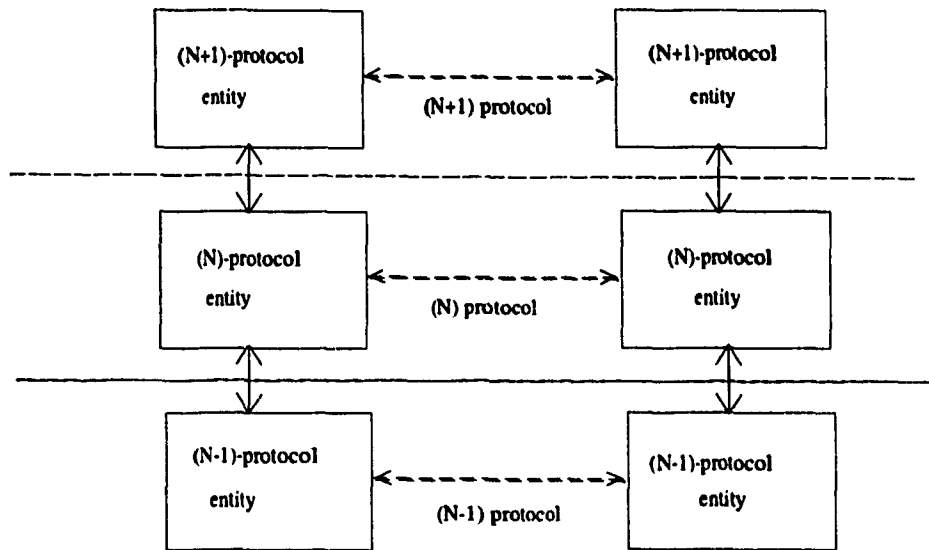 (N+1)-protocol
entity
(N+1) protocol
(N+1)-protocol
entity
(N)-protocol
entity
(N) protocol
(N)-protocol
entity
(N-1)-protocol
entity
(N-1) protocol
(N-1)-protocol
entity